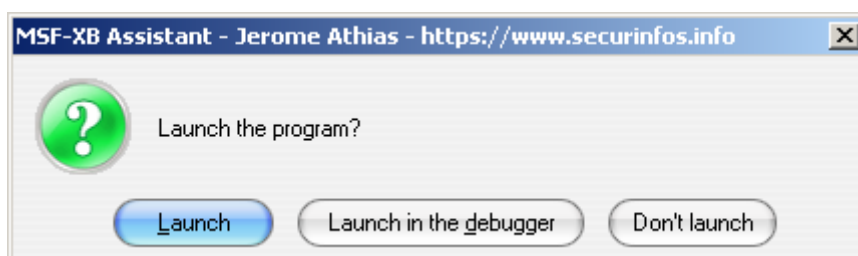 MSF-XB Assistant - Jerome Athias - https://www.securinfos.info
Launch the program?
Launch
Launch in the debugger
Don't launch